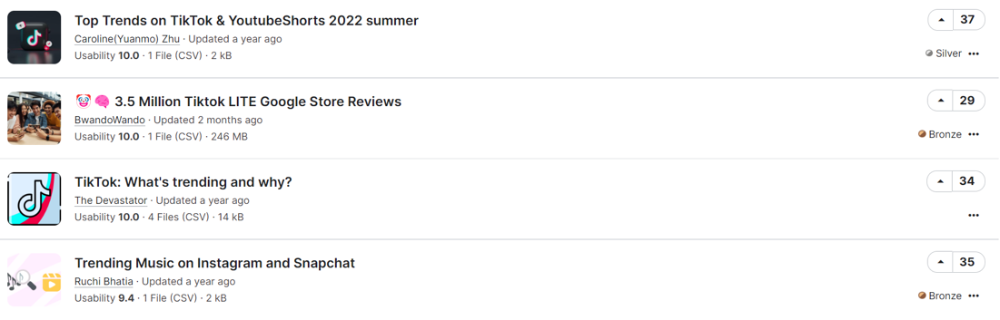 Top Trends on TikTok & YoutubeShorts 2022 summer
37
Caroline(Yuanmo) Zhu · Updated a year ago
Usability 10.0 · 1 File (CSV) · 2 kB
Silver
🤡🧠 3.5 Million Tiktok LITE Google Store Reviews
29
BwandoWando · Updated 2 months ago
Usability 10.0 · 1 File (CSV) · 246 MB
Bronze
TikTok: What's trending and why?
34
The Devastator · Updated a year ago
Usability 10.0 · 4 Files (CSV) · 14 kB
Trending Music on Instagram and Snapchat
35
Ruchi Bhatia · Updated a year ago
Usability 9.4 · 1 File (CSV) · 2 kB
Bronze